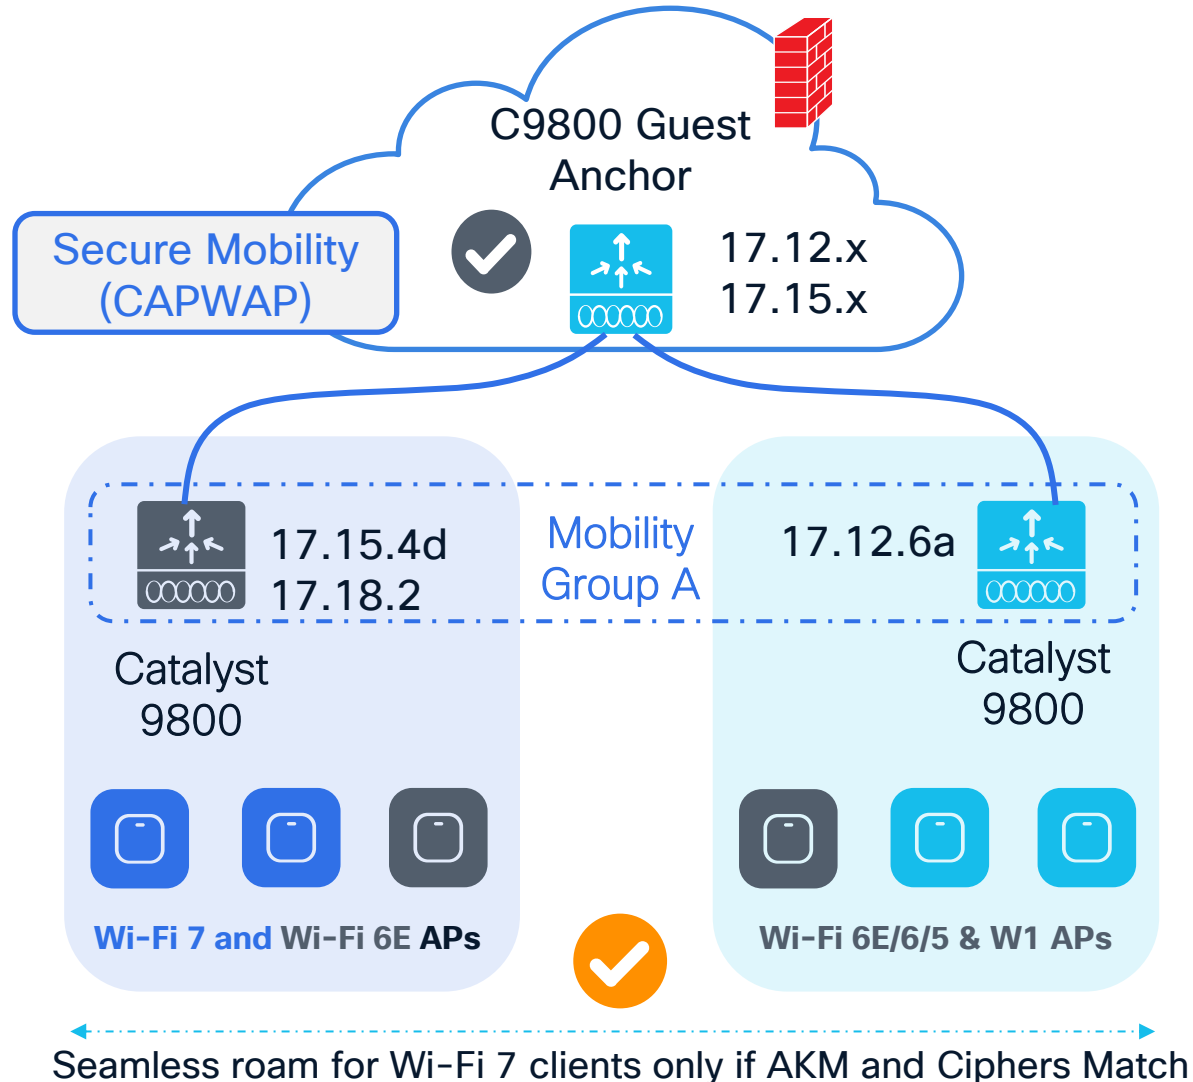 C9800 Guest
Anchor
Secure Mobility
(CAPWAP)
17.12.x
17.15.x
17.15.4d
17.18.2
Mobility
Group A
17.12.6a
Catalyst
9800
Catalyst
9800
Wi-Fi 7 and Wi-Fi 6E APs
Wi-Fi 6E/6/5 & W1 APs
Seamless roam for Wi-Fi 7 clients only if AKM and Ciphers Match